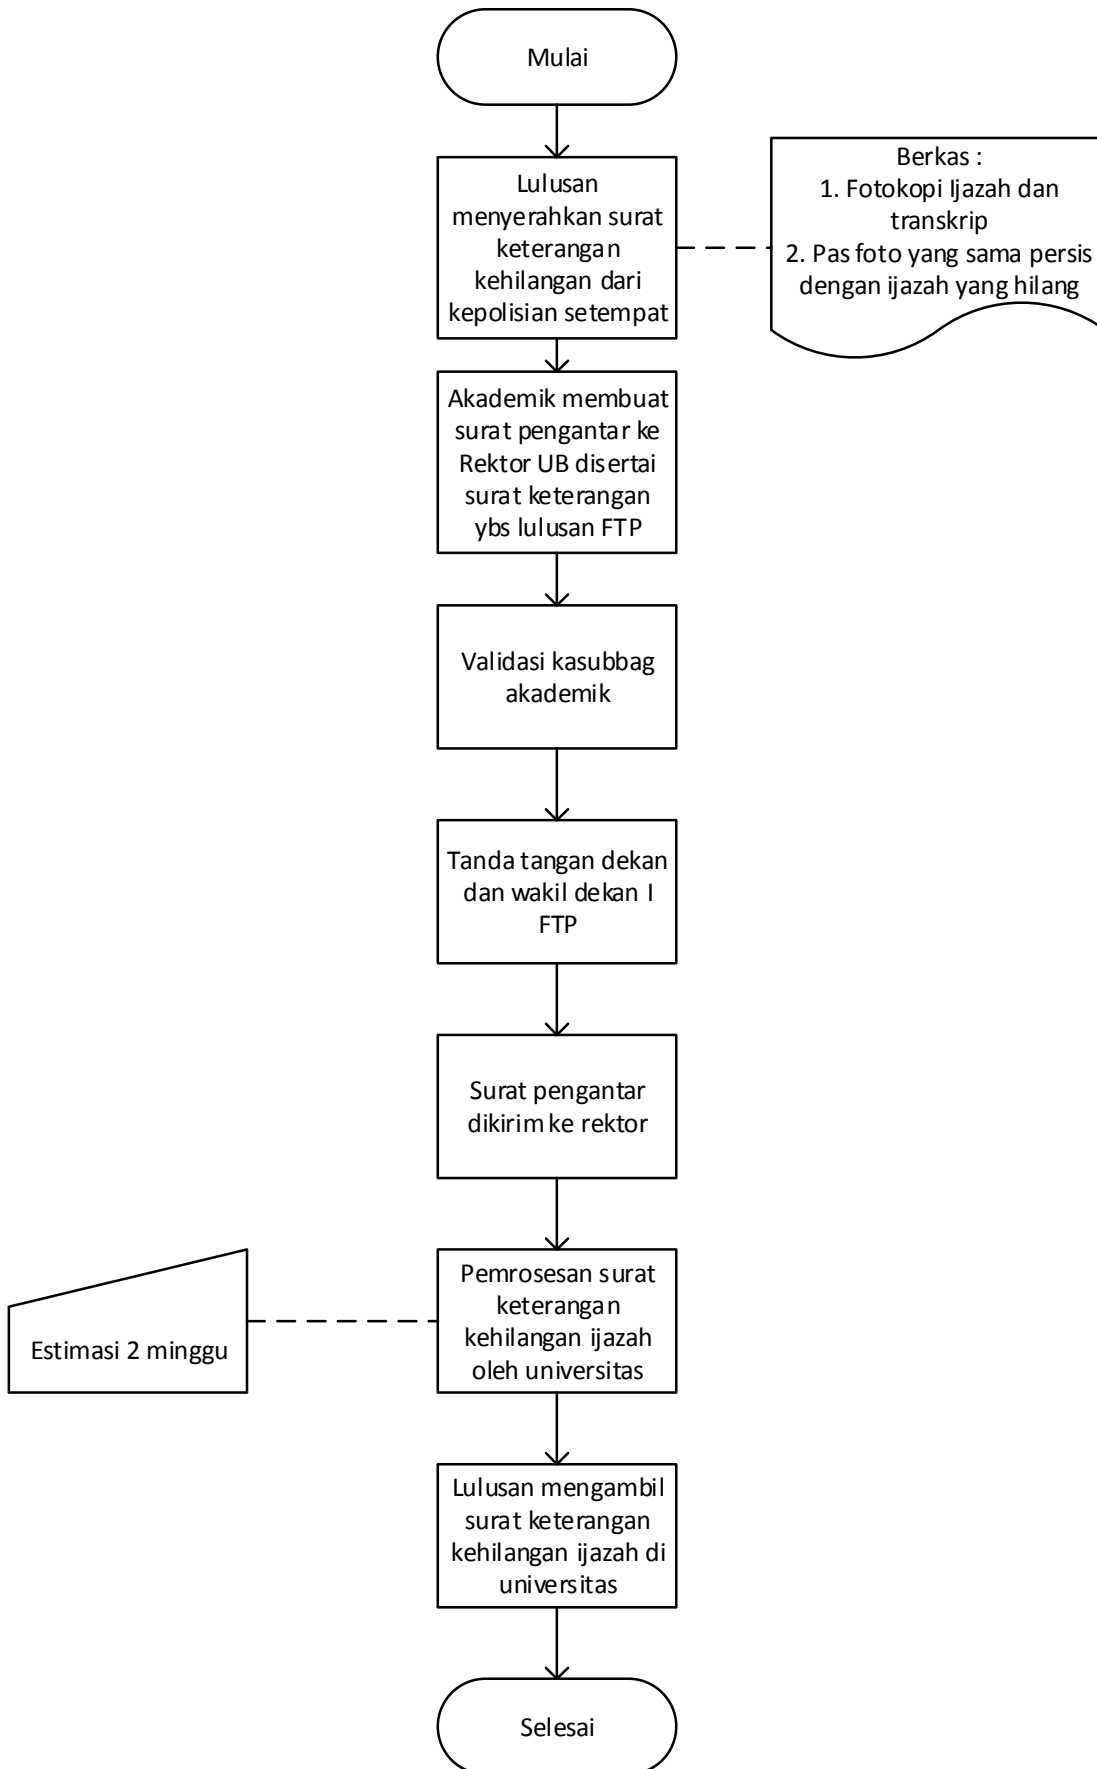 Mulai
Lulusan
menyerahkan surat
keterangan
kehilangan dari
kepolisian setempat
Berkas :
1. Fotokopi Ijazah dan
transkrip
2. Pas foto yang sama persis
dengan ijazah yang hilang
Akademik membuat
surat pengantar ke
Rektor UB disertai
surat keterangan
ybs lulusan FTP
Validasi kasubbag
akademik
Tanda tangan dekan
dan wakil dekan I
FTP
Surat pengantar
dikirim ke rektor
Pemrosesan surat
keterangan
kehilangan ijazah
oleh universitas
Estimasi 2 minggu
Lulusan mengambil
surat keterangan
kehilangan ijazah di
universitas
Selesai